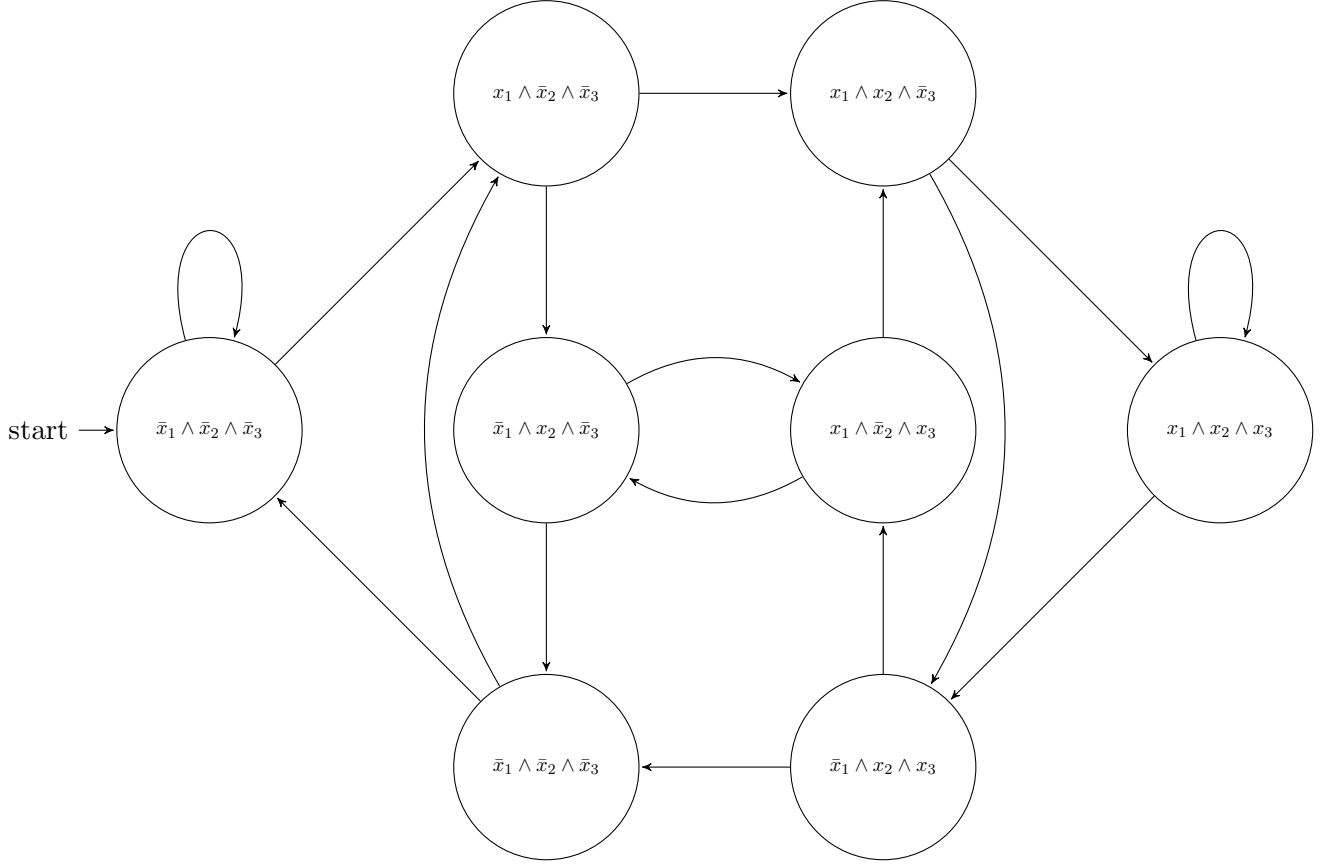 x₁ ∧ x̄₂ ∧ x̄₃
x₁ ∧ x₂ ∧ x̄₃
start
x̄₁ ∧ x̄₂ ∧ x̄₃
x̄₁ ∧ x₂ ∧ x̄₃
x₁ ∧ x̄₂ ∧ x₃
x₁ ∧ x₂ ∧ x₃
x̄₁ ∧ x̄₂ ∧ x̄₃
x̄₁ ∧ x₂ ∧ x₃